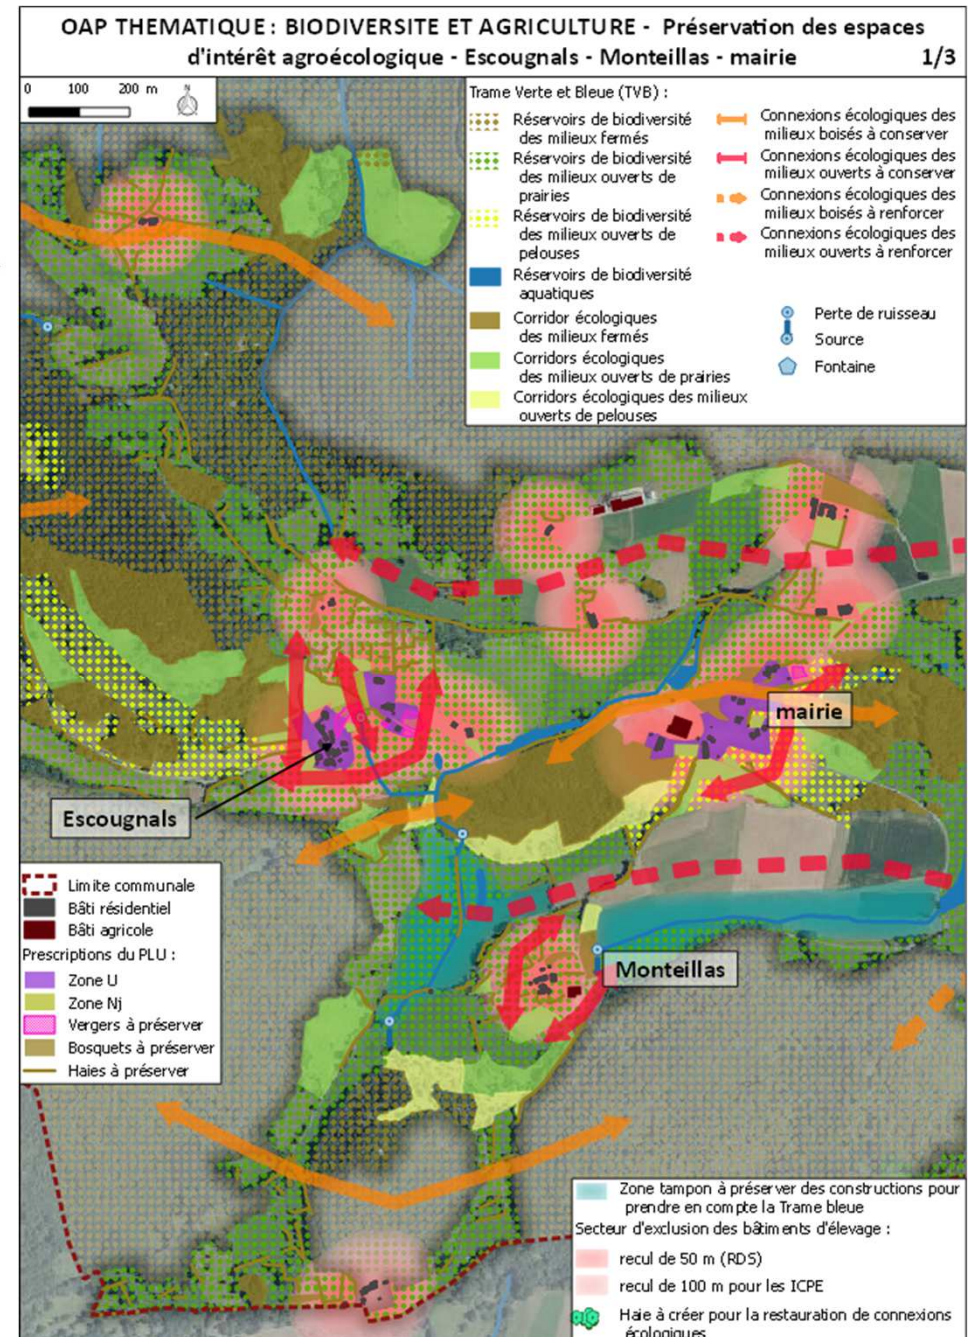 OAP THEMATIQUE : BIODIVERSITE ET AGRICULTURE - Préservation des espaces
d'intérêt agroécologique - Escougnals - Monteillas - mairie 1/3
0 100 200 m
N
Trame Verte et Bleue (TVB) :
Réservoirs de biodiversité
des milieux fermés
Réservoirs de biodiversité
des milieux ouverts de
prairies
Réservoirs de biodiversité
des milieux ouverts de
pelouses
Réservoirs de biodiversité
aquatiques
Corridor écologiques
des milieux fermés
Corridors écologiques
des milieux ouverts de prairies
Corridors écologiques des milieux
ouverts de pelouses
Connexions écologiques des
milieux boisés à conserver
Connexions écologiques des
milieux ouverts à conserver
Connexions écologiques des
milieux boisés à renforcer
Connexions écologiques des
milieux ouverts à renforcer
Perte de ruisseau
Source
Fontaine
mairie
Escougnals
Monteillas
Limite communale
Bâti résidentiel
Bâti agricole
Prescriptions du PLU :
Zone U
Zone Nj
Vergers à préserver
Bosquets à préserver
Haies à préserver
Zone tampon à préserver des constructions pour
prendre en compte la Trame bleue
Secteur d'exclusion des bâtiments d'élevage :
recul de 50 m (RDS)
recul de 100 m pour les ICPE
Haie à créer pour la restauration de connexions
écologiques